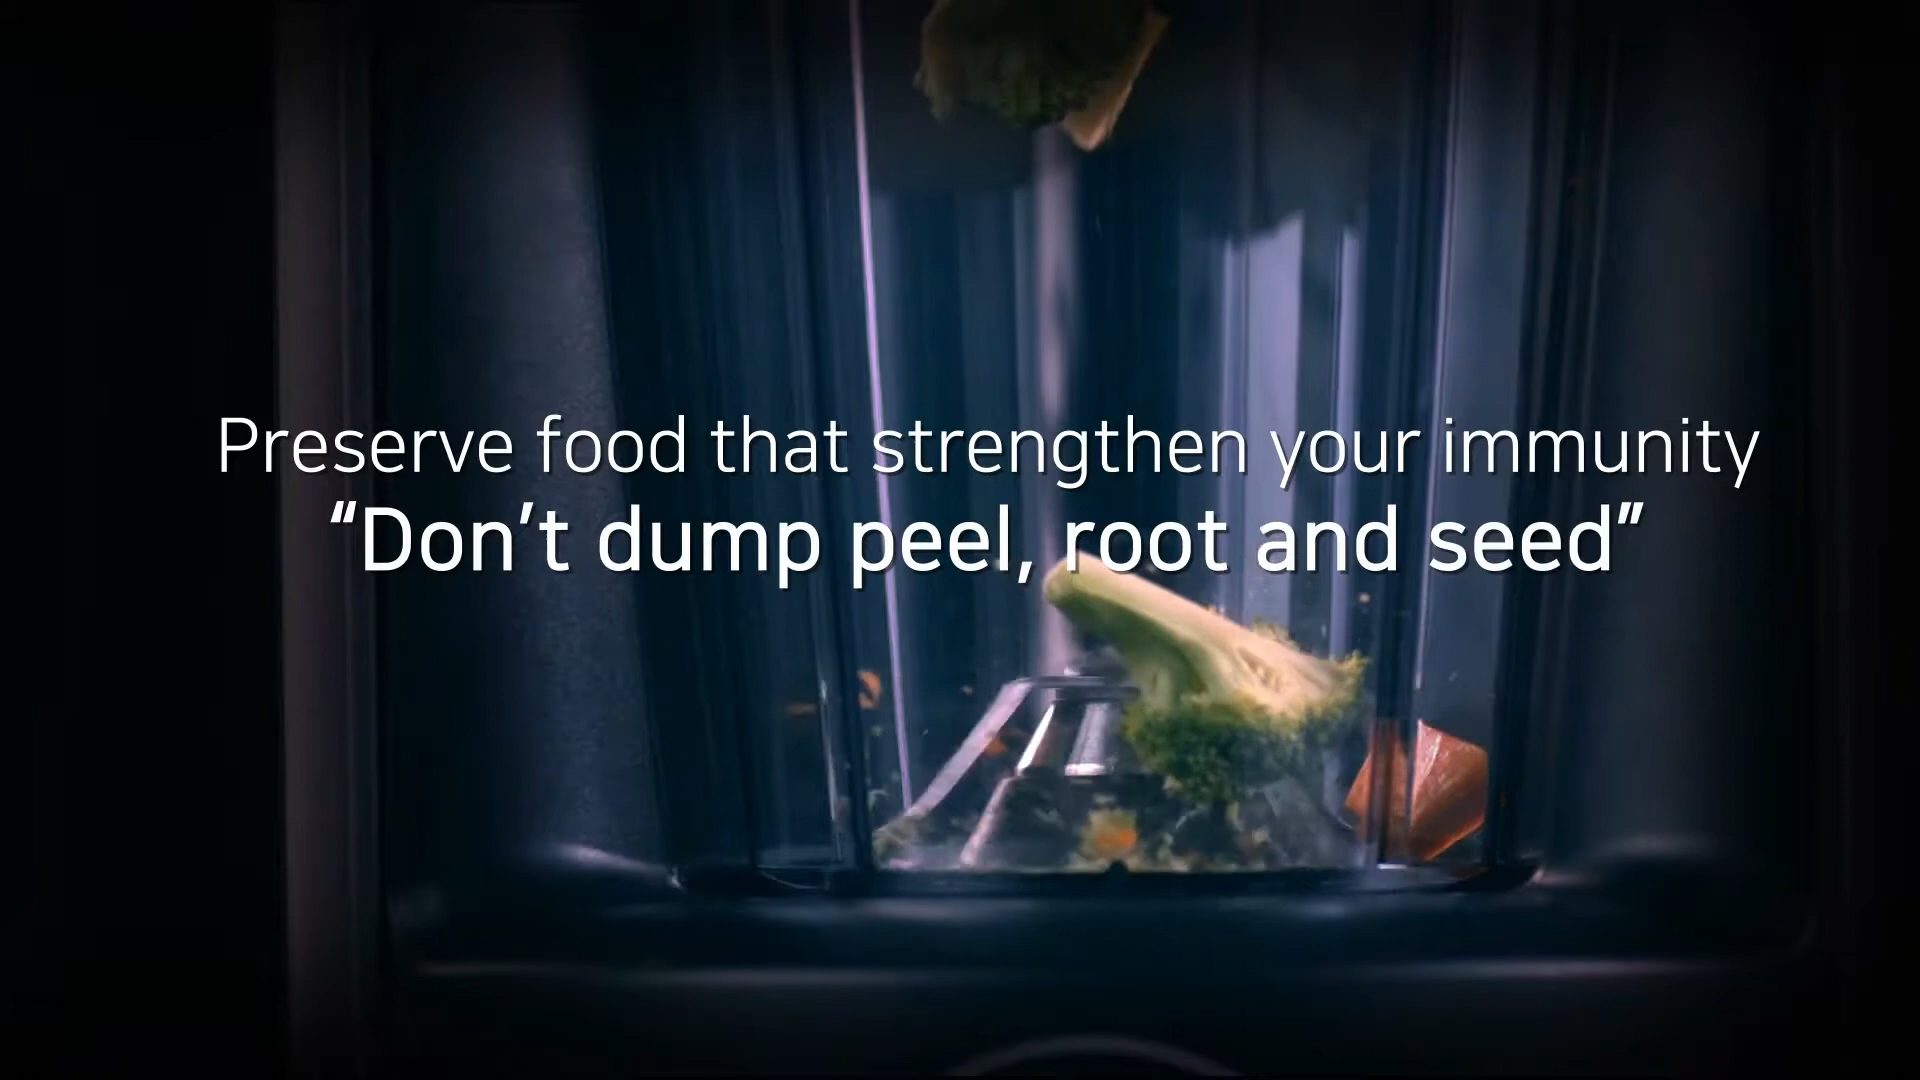 Preserve food that strengthen your immunity
“Don’t dump peel, root and seed”